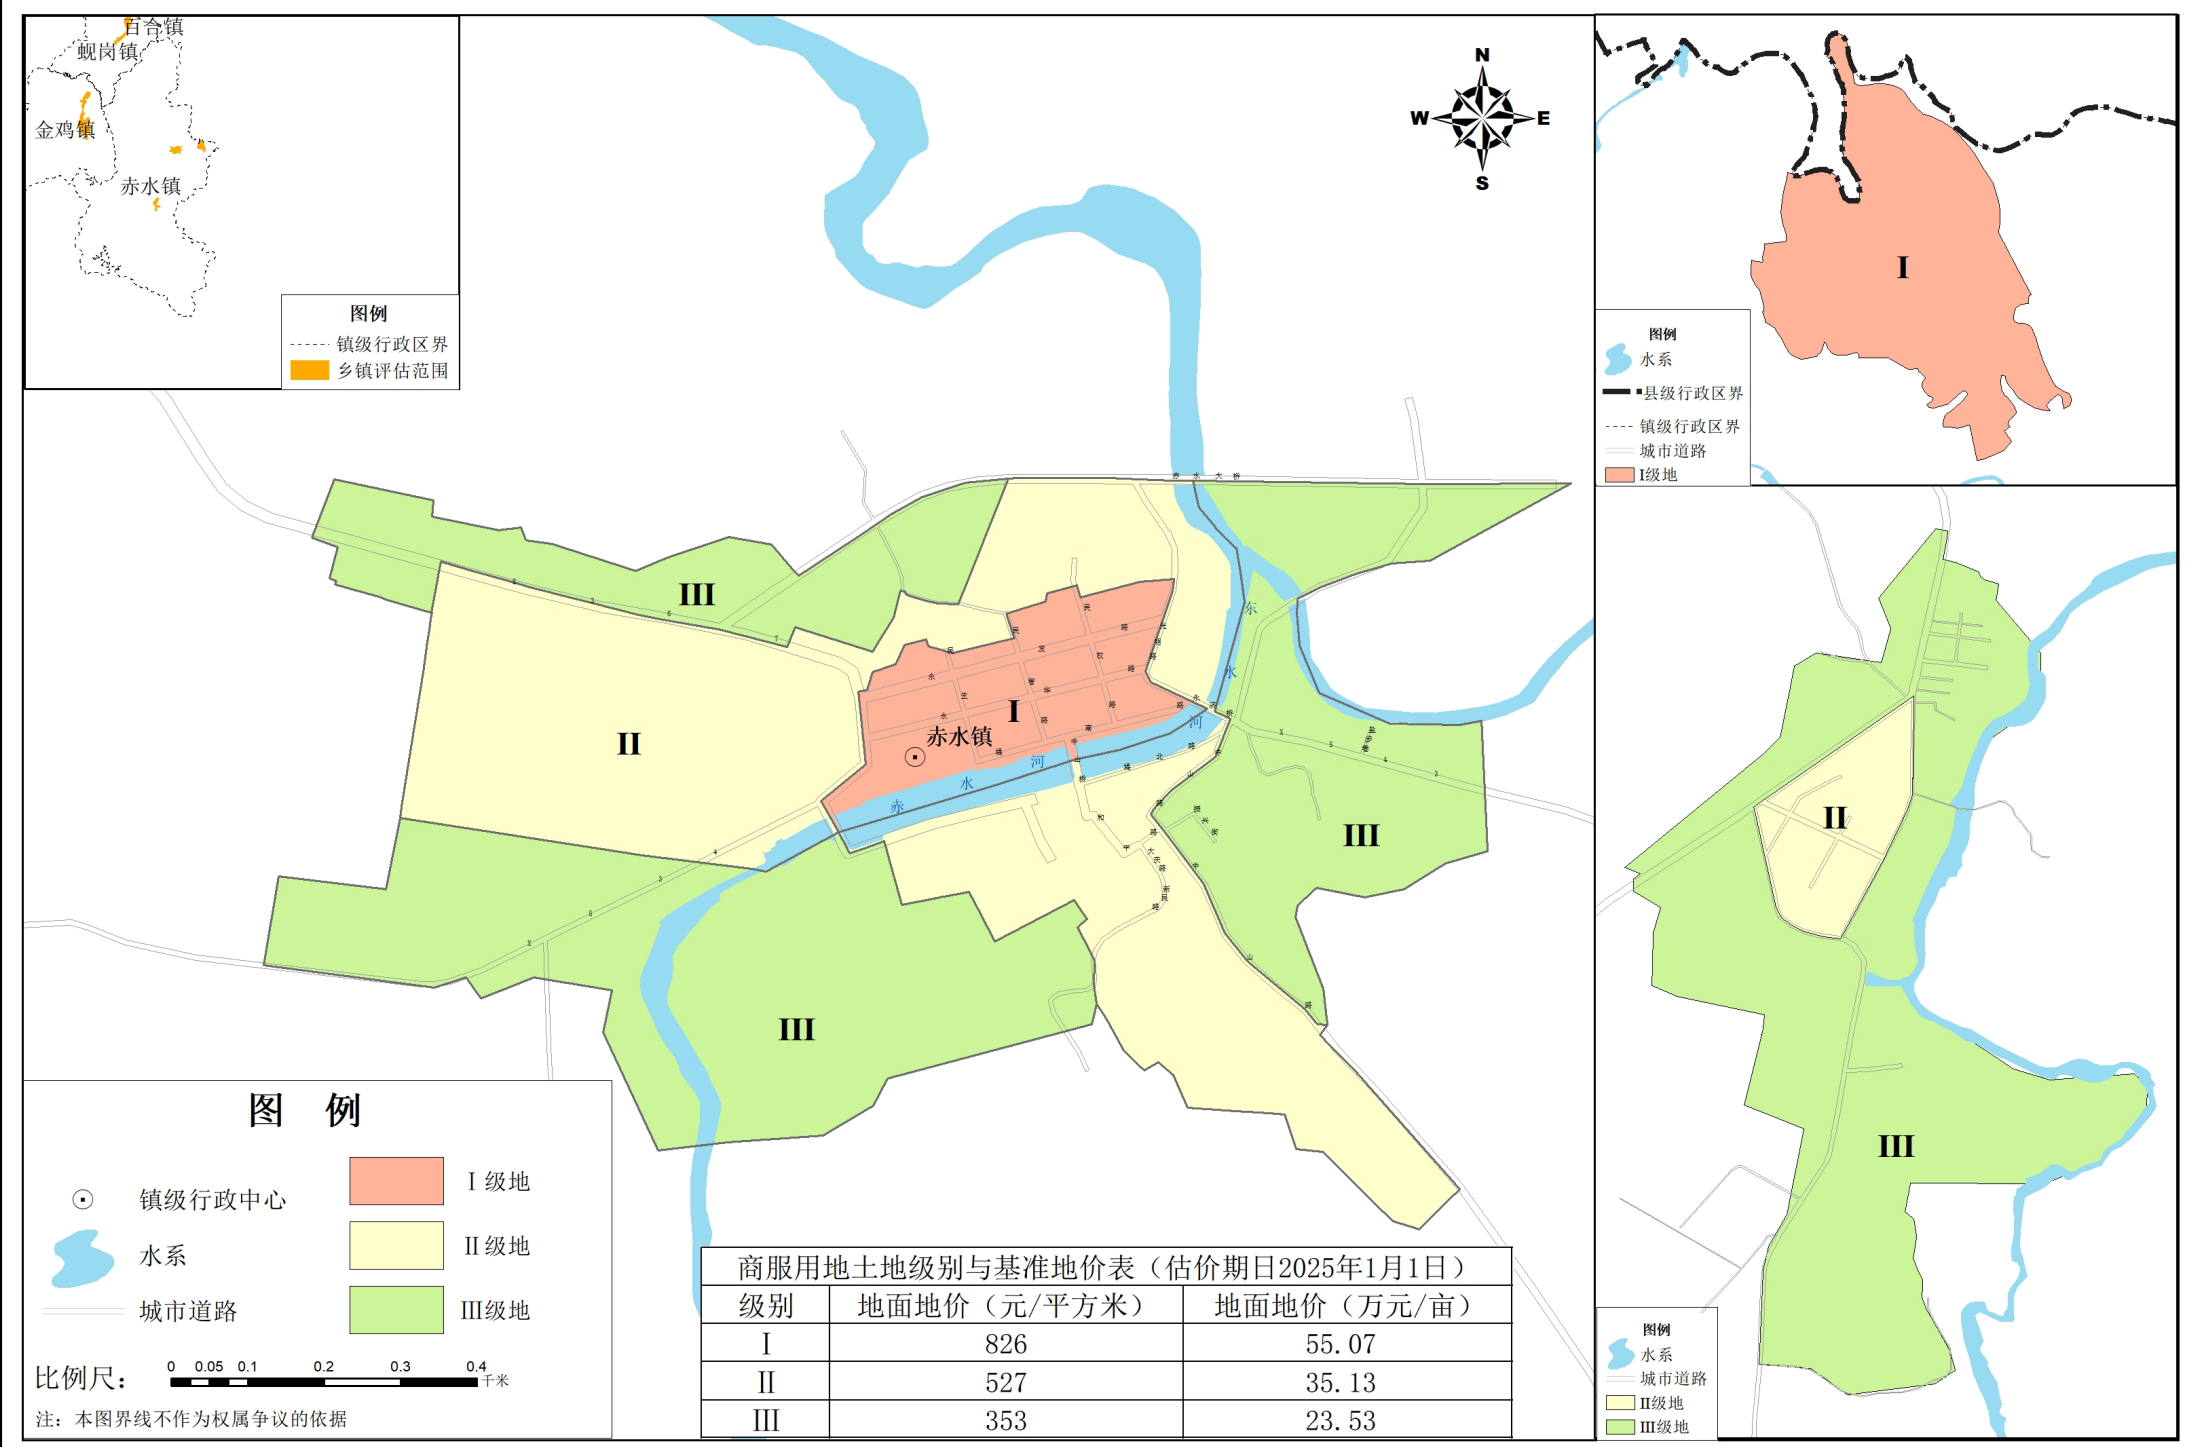 百合镇
蚬岗镇
金鸡镇
赤水镇
图例
镇级行政区界
乡镇评估范围
N
W E
S
I
图例
水系
县级行政区界
镇级行政区界
城市道路
I级地
赤水大桥
III
II
I
赤水镇
III
III
东水河
赤水河
II
III
图 例
镇级行政中心
水系
城市道路
I 级地
II 级地
III级地
比例尺：
0 0.05 0.1 0.2 0.3 0.4
千米
注：本图界线不作为权属争议的依据
商服用地土地级别与基准地价表（估价期日2025年1月1日）
级别 地面地价（元/平方米） 地面地价（万元/亩）
I 826 55.07
II 527 35.13
III 353 23.53
图例
水系
城市道路
II级地
III级地